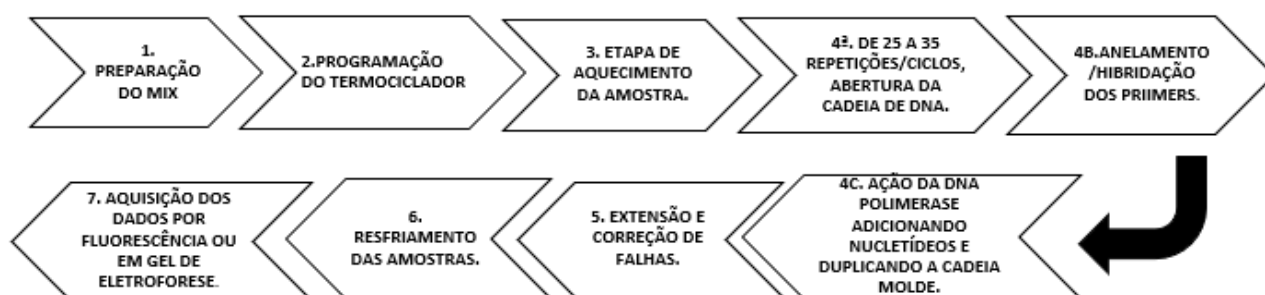 1.
PREPARAÇÃO
DO MIX
2.PROGRAMAÇÃO
DO TERMOCICLADOR
3. ETAPA DE
AQUECIMENTO
DA AMOSTRA.
4ª. DE 25 A 35
REPETIÇÕES/CICLOS,
ABERTURA DA
CADEIA DE DNA.
4B.ANELAMENTO
/HIBRIDAÇÃO
DOS PRIIMERS.
4C. AÇÃO DA DNA
POLIMERASE
ADICIONANDO
NUCLETÍDEOS E
DUPLICANDO A CADEIA
MOLDE.
5. EXTENSÃO E
CORREÇÃO DE
FALHAS.
6.
RESFRIAMENTO
DAS AMOSTRAS.
7. AQUISIÇÃO DOS
DADOS POR
FLUORESCÊNCIA OU
EM GEL DE
ELETROFORESE.